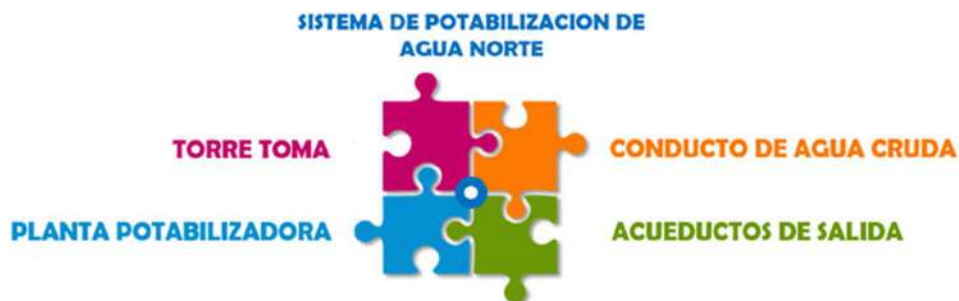 SISTEMA DE POTABILIZACION DE
AGUA NORTE
TORRE TOMA
CONDUCTO DE AGUA CRUDA
PLANTA POTABILIZADORA
ACUEDUCTOS DE SALIDA